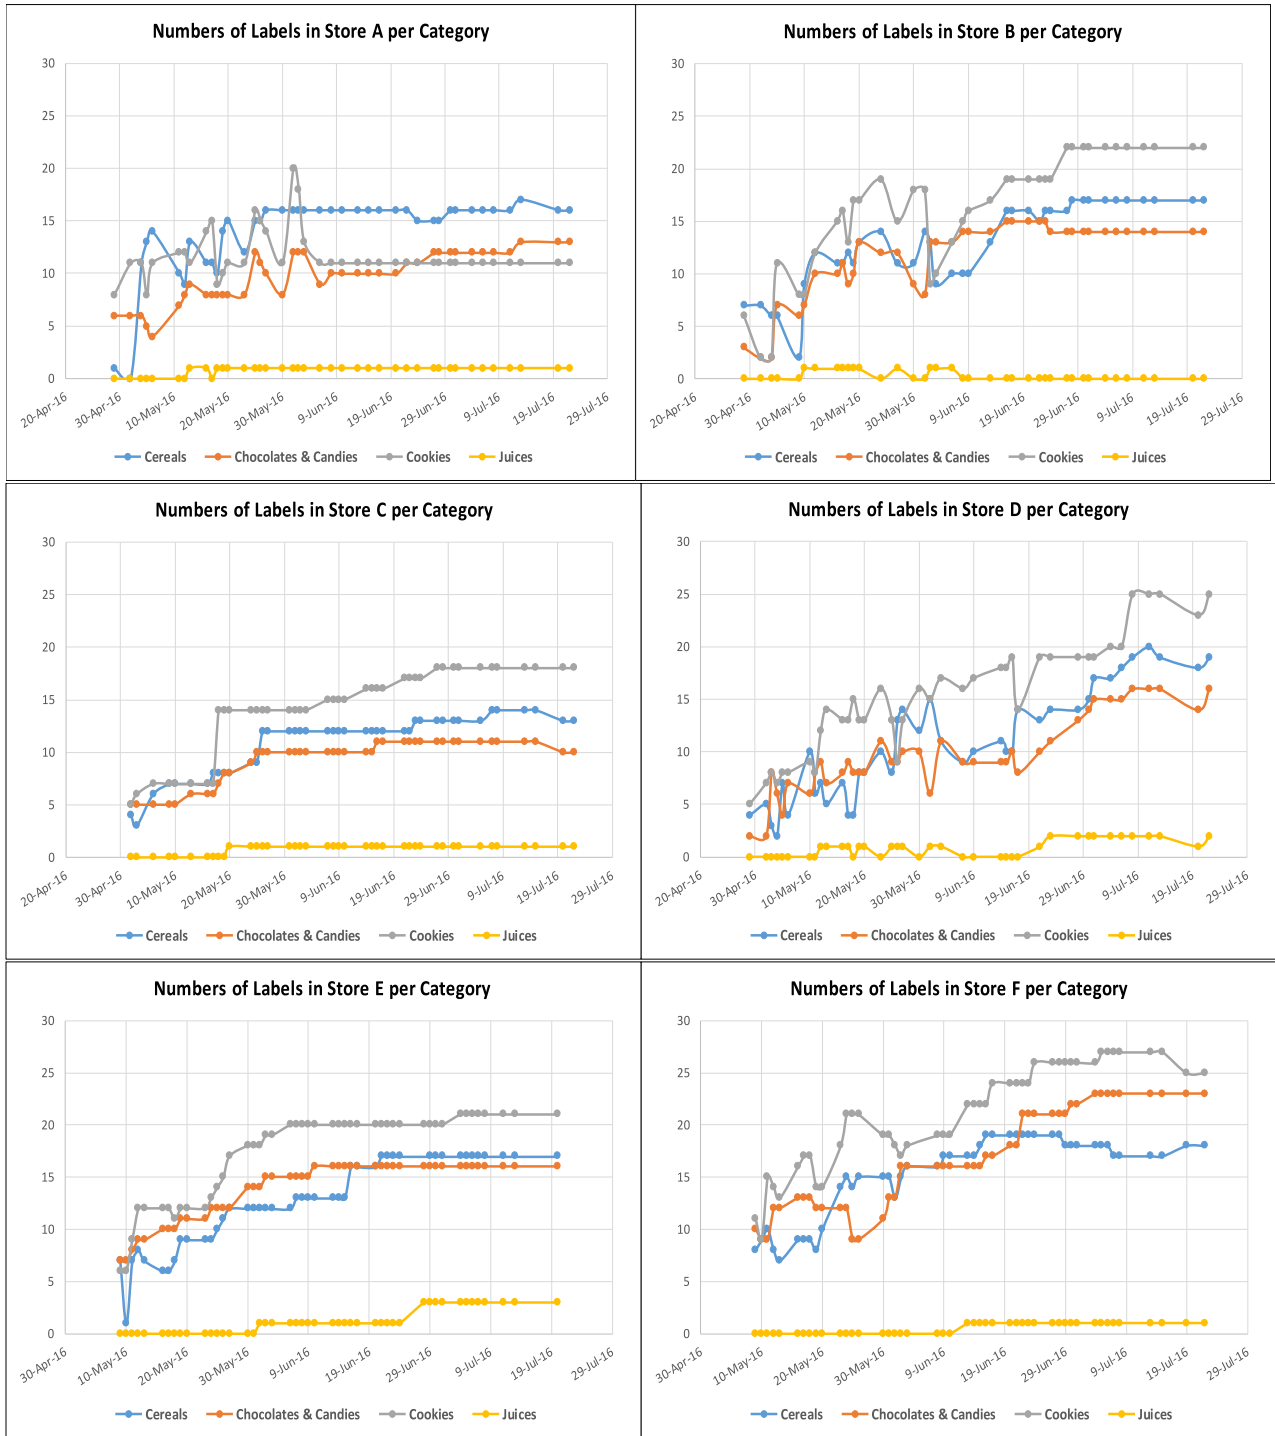 Numbers of Labels in Store A per Category
30
25
20
15
10
5
0
20-Apr-16 30-Apr-16 10-May-16 20-May-16 30-May-16 9-Jun-16 19-Jun-16 29-Jun-16 9-Jul-16 19-Jul-16 29-Jul-16
Cereals Chocolates & Candies Cookies Juices
Numbers of Labels in Store B per Category
30
25
20
15
10
5
0
20-Apr-16 30-Apr-16 10-May-16 20-May-16 30-May-16 9-Jun-16 19-Jun-16 29-Jun-16 9-Jul-16 19-Jul-16 29-Jul-16
Cereals Chocolates & Candies Cookies Juices
Numbers of Labels in Store C per Category
30
25
20
15
10
5
0
20-Apr-16 30-Apr-16 10-May-16 20-May-16 30-May-16 9-Jun-16 19-Jun-16 29-Jun-16 9-Jul-16 19-Jul-16 29-Jul-16
Cereals Chocolates & Candies Cookies Juices
Numbers of Labels in Store D per Category
30
25
20
15
10
5
0
20-Apr-16 30-Apr-16 10-May-16 20-May-16 30-May-16 9-Jun-16 19-Jun-16 29-Jun-16 9-Jul-16 19-Jul-16 29-Jul-16
Cereals Chocolates & Candies Cookies Juices
Numbers of Labels in Store E per Category
30
25
20
15
10
5
0
30-Apr-16 10-May-16 20-May-16 30-May-16 9-Jun-16 19-Jun-16 29-Jun-16 9-Jul-16 19-Jul-16 29-Jul-16
Cereals Chocolates & Candies Cookies Juices
Numbers of Labels in Store F per Category
30
25
20
15
10
5
0
30-Apr-16 10-May-16 20-May-16 30-May-16 9-Jun-16 19-Jun-16 29-Jun-16 9-Jul-16 19-Jul-16 29-Jul-16
Cereals Chocolates & Candies Cookies Juices